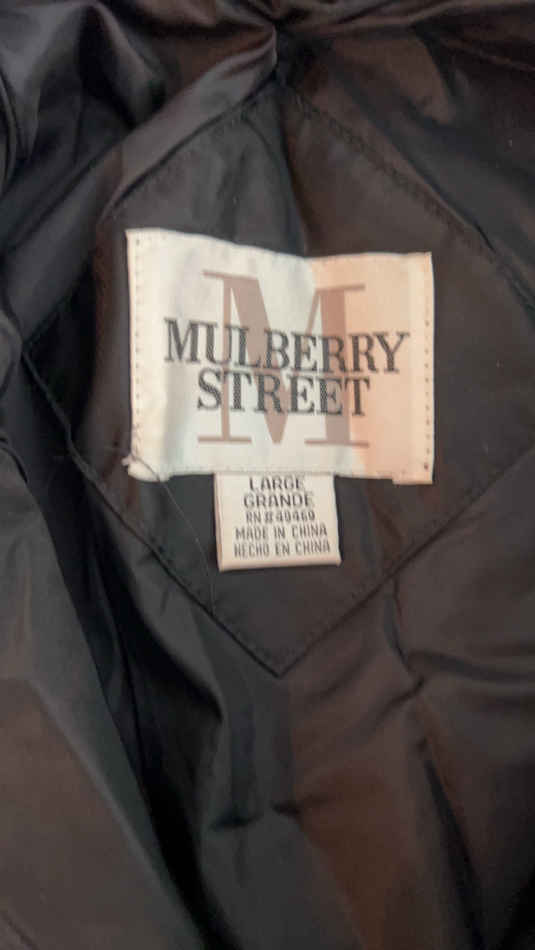 M
MULBERRY
STREET
LARGE
GRANDE
RN#49469
MADE IN CHINA
HECHO EN CHINA